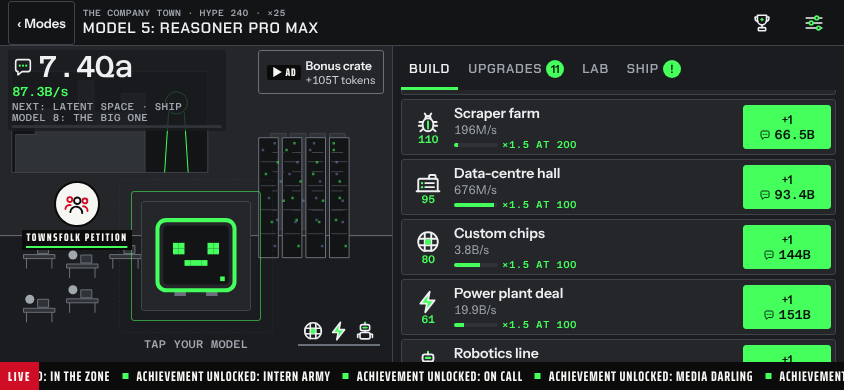 ‹ Modes
THE COMPANY TOWN · HYPE 240 · ×25
MODEL 5: REASONER PRO MAX
7.40a
87.3B/s
NEXT: LATENT SPACE · SHIP
MODEL 8: THE BIG ONE
AD
Bonus crate
+105T tokens
TOWNSFOLK PETITION
TAP YOUR MODEL
BUILD UPGRADES 11 LAB SHIP !
Scraper farm
196M/s
110
×1.5 AT 200
+1
66.5B
Data-centre hall
676M/s
95
×1.5 AT 100
+1
93.4B
Custom chips
3.8B/s
80
×1.5 AT 100
+1
144B
Power plant deal
19.9B/s
61
×1.5 AT 100
+1
151B
Robotics line
+1
LIVE
D: IN THE ZONE ■ ACHIEVEMENT UNLOCKED: INTERN ARMY ■ ACHIEVEMENT UNLOCKED: ON CALL ■ ACHIEVEMENT UNLOCKED: MEDIA DARLING ■ ACHIEVEMENT